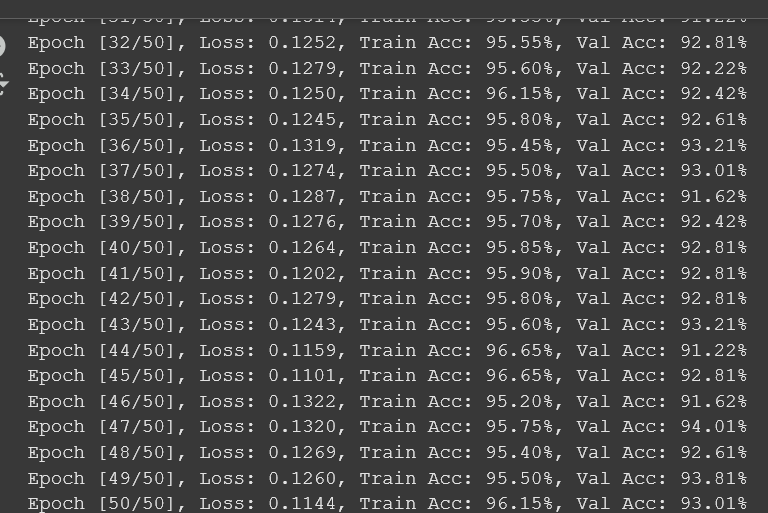 Epoch [32/50], Loss: 0.1252, Train Acc: 95.55%, Val Acc: 92.81%
Epoch [33/50], Loss: 0.1279, Train Acc: 95.60%, Val Acc: 92.22%
Epoch [34/50], Loss: 0.1250, Train Acc: 96.15%, Val Acc: 92.42%
Epoch [35/50], Loss: 0.1245, Train Acc: 95.80%, Val Acc: 92.61%
Epoch [36/50], Loss: 0.1319, Train Acc: 95.45%, Val Acc: 93.21%
Epoch [37/50], Loss: 0.1274, Train Acc: 95.50%, Val Acc: 93.01%
Epoch [38/50], Loss: 0.1287, Train Acc: 95.75%, Val Acc: 91.62%
Epoch [39/50], Loss: 0.1276, Train Acc: 95.70%, Val Acc: 92.42%
Epoch [40/50], Loss: 0.1264, Train Acc: 95.85%, Val Acc: 92.81%
Epoch [41/50], Loss: 0.1202, Train Acc: 95.90%, Val Acc: 92.81%
Epoch [42/50], Loss: 0.1279, Train Acc: 95.80%, Val Acc: 92.81%
Epoch [43/50], Loss: 0.1243, Train Acc: 95.60%, Val Acc: 93.21%
Epoch [44/50], Loss: 0.1159, Train Acc: 96.65%, Val Acc: 91.22%
Epoch [45/50], Loss: 0.1101, Train Acc: 96.65%, Val Acc: 92.81%
Epoch [46/50], Loss: 0.1322, Train Acc: 95.20%, Val Acc: 91.62%
Epoch [47/50], Loss: 0.1320, Train Acc: 95.75%, Val Acc: 94.01%
Epoch [48/50], Loss: 0.1269, Train Acc: 95.40%, Val Acc: 92.61%
Epoch [49/50], Loss: 0.1260, Train Acc: 95.50%, Val Acc: 93.81%
Epoch [50/50], Loss: 0.1144, Train Acc: 96.15%, Val Acc: 93.01%